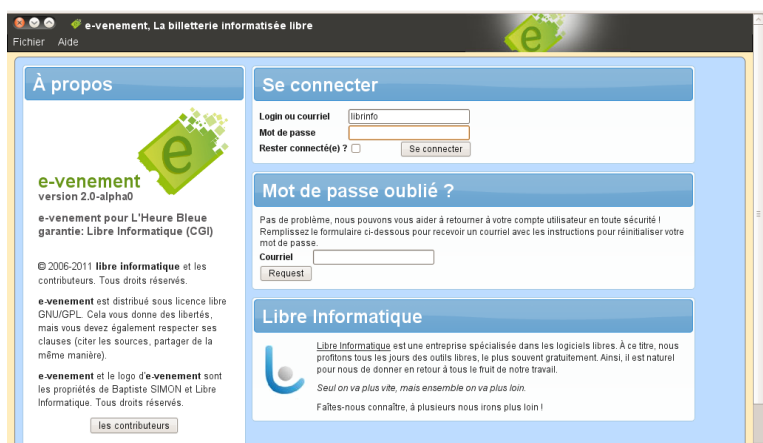 e-venement, La billetterie informatisée libre
Fichier Aide
e
À propos
e
e-venement
version 2.0-alpha0
e-venement pour L'Heure Bleue
garantie: Libre Informatique (CGI)
© 2006-2011 libre informatique et les
contributeurs. Tous droits réservés.
e-venement est distribué sous licence libre
GNU/GPL. Cela vous donne des libertés,
mais vous devez également respecter ses
clauses (citer les sources, partager de la
même manière).
e-venement et le logo d'e-venement sont
les propriétés de Baptiste SIMON et Libre
Informatique. Tous droits réservés.
les contributeurs
Se connecter
Login ou courriel librinfo
Mot de passe
Rester connecté(e) ? Se connecter
Mot de passe oublié ?
Pas de problème, nous pouvons vous aider à retourner à votre compte utilisateur en toute sécurité !
Remplissez le formulaire ci-dessous pour recevoir un courriel avec les instructions pour réinitialiser votre
mot de passe.
Courriel
Request
Libre Informatique
Libre Informatique est une entreprise spécialisée dans les logiciels libres. À ce titre, nous
profitons tous les jours des outils libres, le plus souvent gratuitement. Ainsi, il est naturel
pour nous de donner en retour à tous le fruit de notre travail.
Seul on va plus vite, mais ensemble on va plus loin.
Faîtes-nous connaître, à plusieurs nous irons plus loin !